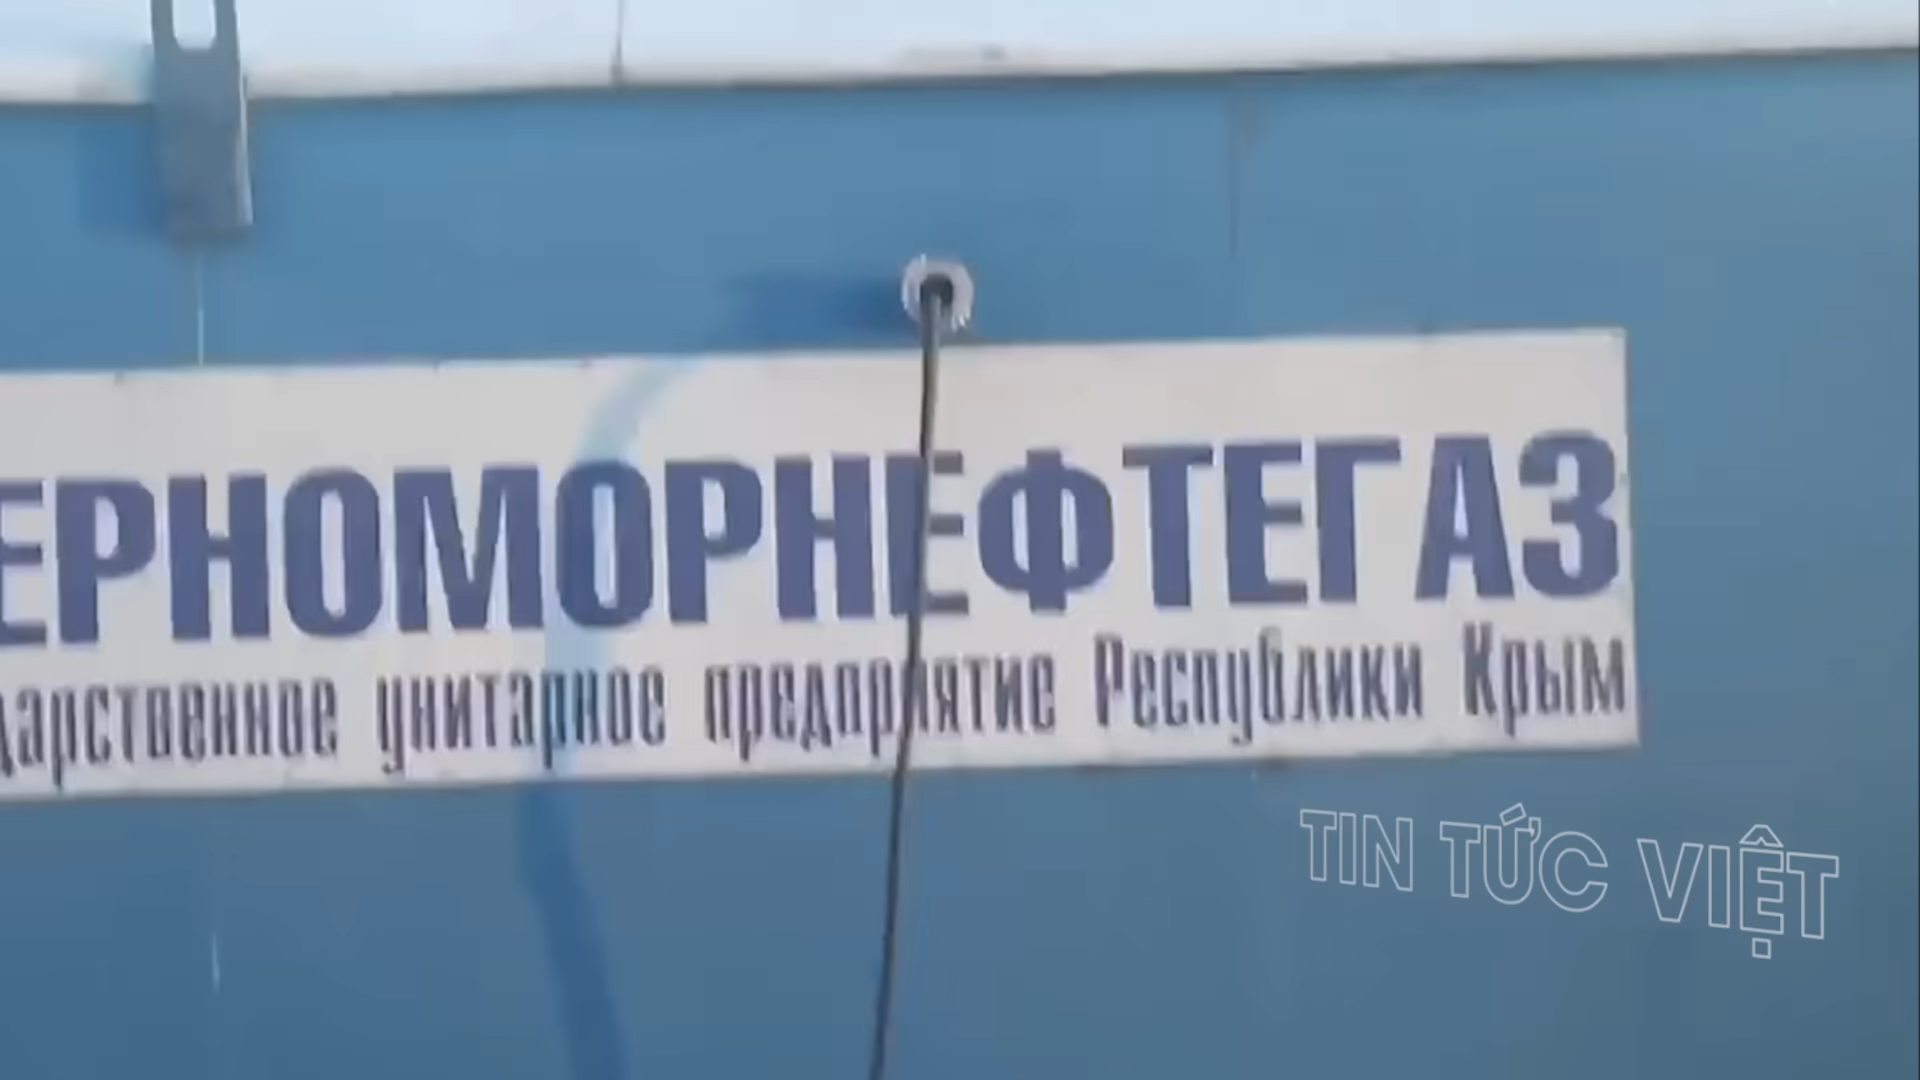 ЕРНОМОРНЕФТЕГАЗ
дарственное унитарное предприятие Республики Крым
TIN TỨC VIỆT